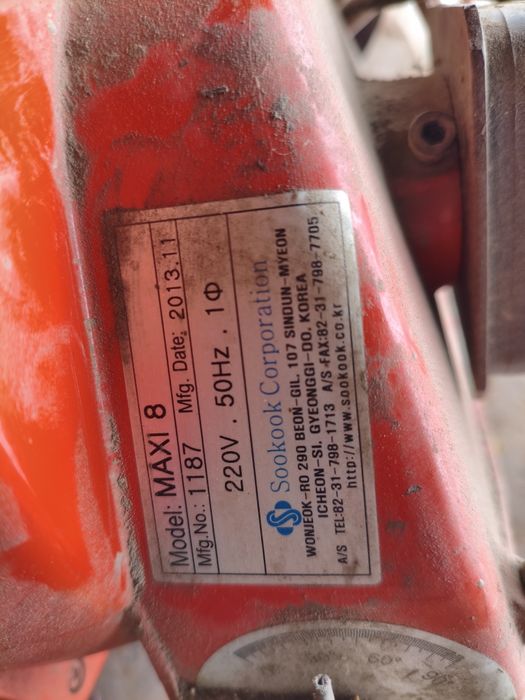 Model: MAXI 8
Mfg.No.: 1187 Mfg. Date: 2013.11
220V . 50Hz . 1Φ
Sookook Corporation
WONJEOK-RO 290 BEON-GIL, 107 SINDUN-MYEON
ICHEON-SI, GYEONGGI-DO, KOREA
A/S TEL:82-31-798-1713 A/S FAX:82-31-798-7705
http://www.sookook.co.kr
60°